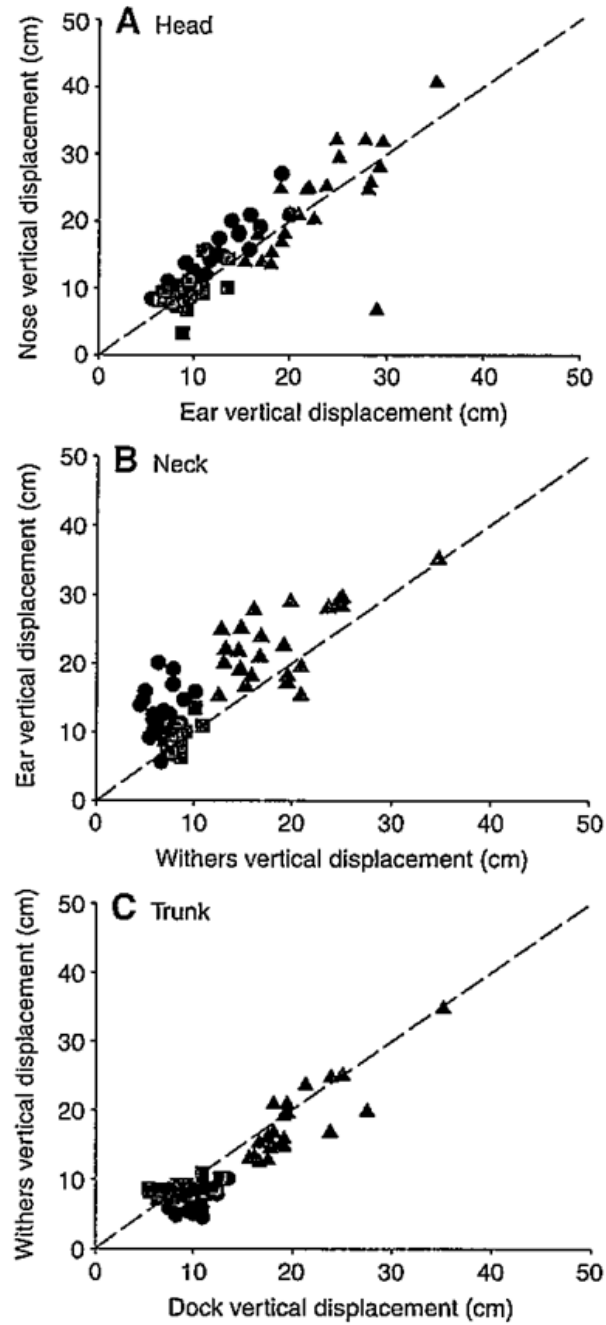 A Head
Nose vertical displacement (cm)
50
40
30
20
10
0
0 10 20 30 40 50
Ear vertical displacement (cm)
B Neck
Ear vertical displacement (cm)
50
40
30
20
10
0
0 10 20 30 40 50
Withers vertical displacement (cm)
C Trunk
Withers vertical displacement (cm)
50
40
30
20
10
0
0 10 20 30 40 50
Dock vertical displacement (cm)